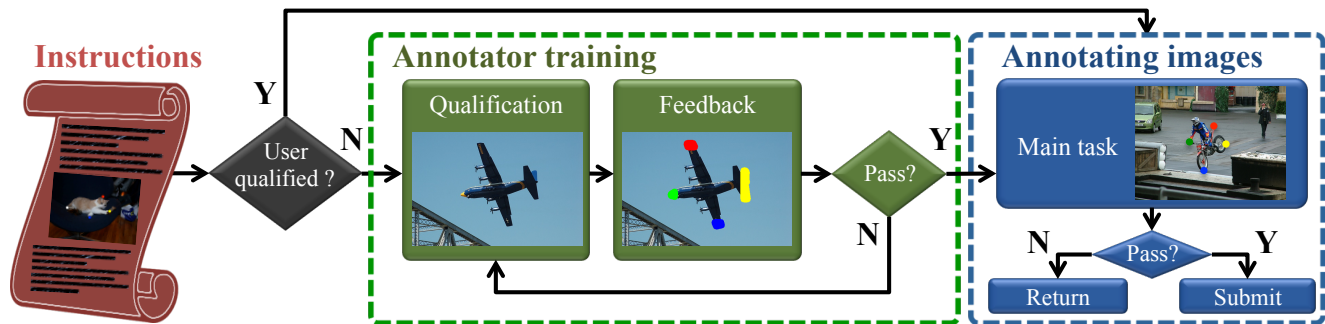 Instructions
Y
User
qualified ?
N
Annotator training
Qualification
Feedback
Pass?
Y
N
Annotating images
Main task
Pass?
N
Y
Return
Submit